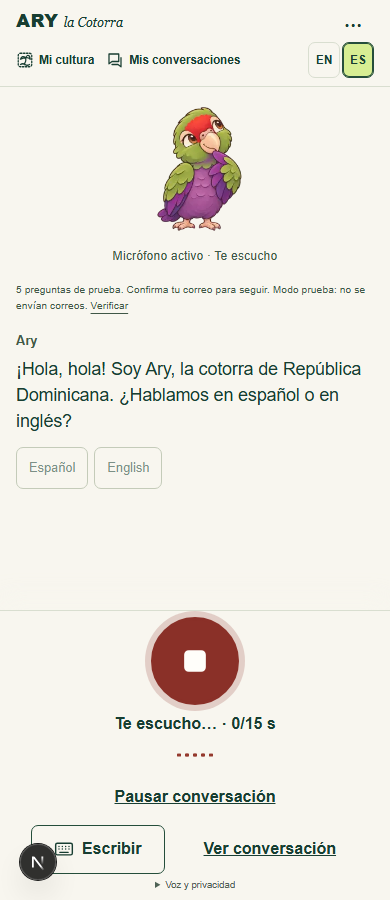 ARY la Cotorra
...
Mi cultura
Mis conversaciones
EN
ES
Micrófono activo · Te escucho
5 preguntas de prueba. Confirma tu correo para seguir. Modo prueba: no se
envían correos. Verificar
Ary
¡Hola, hola! Soy Ary, la cotorra de República
Dominicana. ¿Hablamos en español o en
inglés?
Español
English
Te escucho... · 0/15 s
Pausar conversación
N
Escribir
Ver conversación
Voz y privacidad